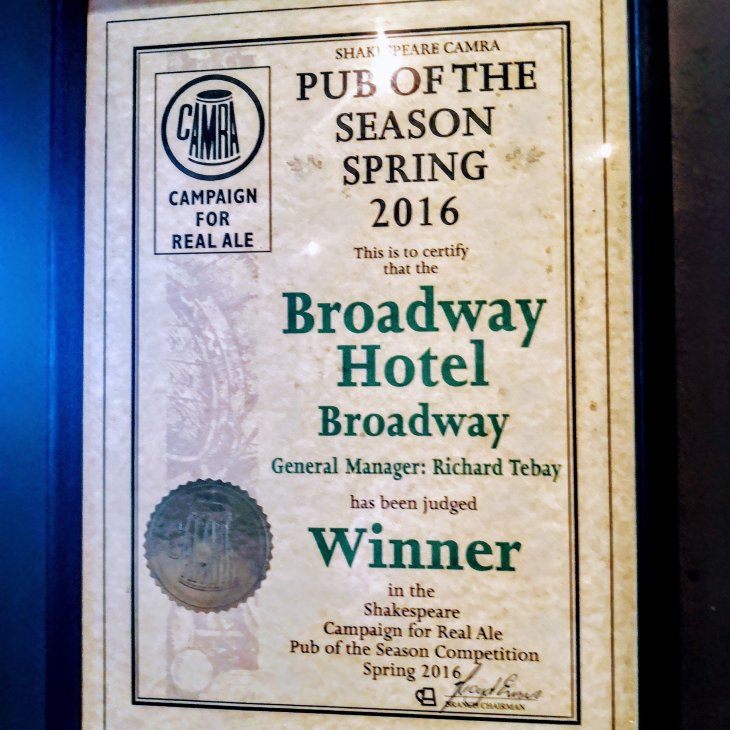 SHAKESPEARE CAMRA
PUB OF THE
SEASON
SPRING
2016
CAMRA
CAMPAIGN
FOR
REAL ALE
This is to certify
that the
Broadway
Hotel
Broadway
General Manager: Richard Tebay
has been judged
Winner
in the
Shakespeare
Campaign for Real Ale
Pub of the Season Competition
Spring 2016
BRANCH CHAIRMAN